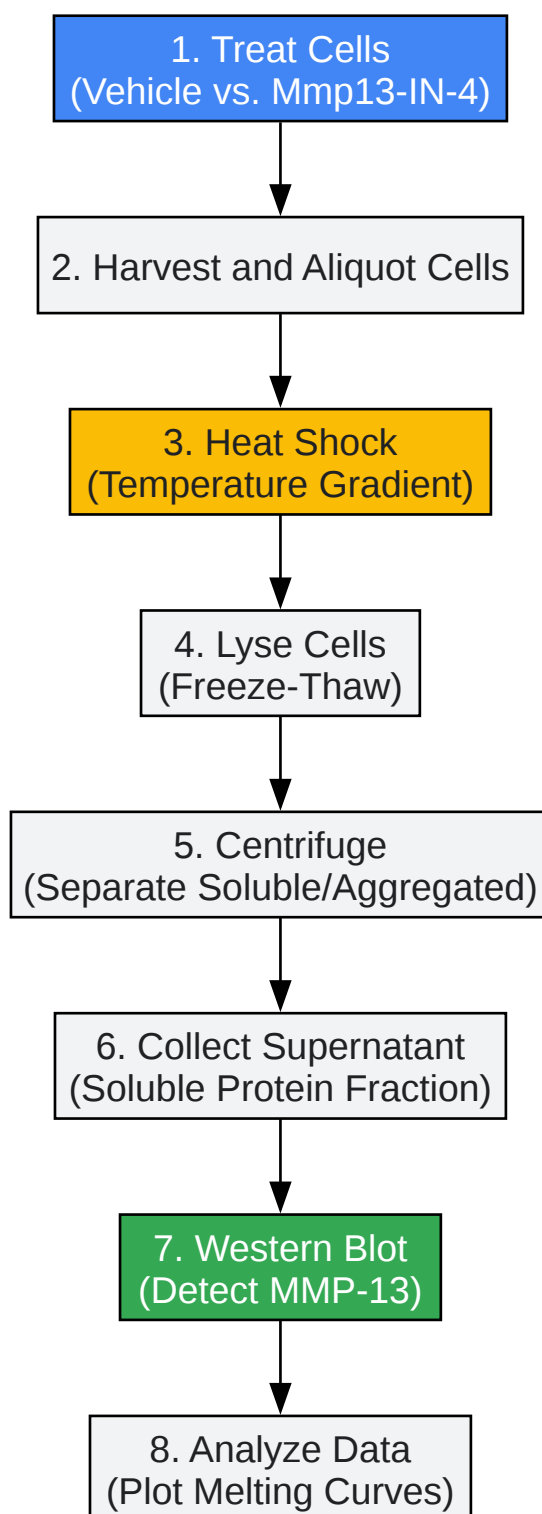 1. Treat Cells
(Vehicle vs. Mmp13-IN-4)
2. Harvest and Aliquot Cells
3. Heat Shock
(Temperature Gradient)
4. Lyse Cells
(Freeze-Thaw)
5. Centrifuge
(Separate Soluble/Aggregated)
6. Collect Supernatant
(Soluble Protein Fraction)
7. Western Blot
(Detect MMP-13)
8. Analyze Data
(Plot Melting Curves)